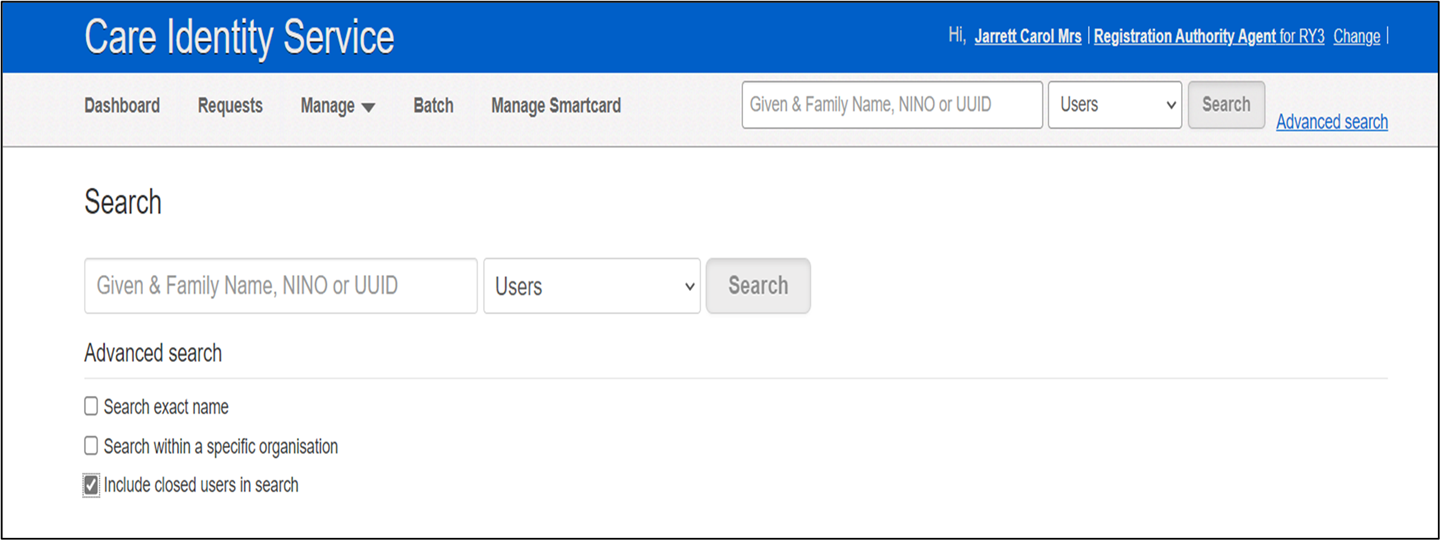 Care Identity Service
Hi, Jarrett Carol Mrs | Registration Authority Agent for RY3 Change |
Dashboard Requests Manage Batch Manage Smartcard Given & Family Name, NINO or UUID Users Search Advanced search
Search
Given & Family Name, NINO or UUID Users Search
Advanced search
Search exact name
Search within a specific organisation
Include closed users in search